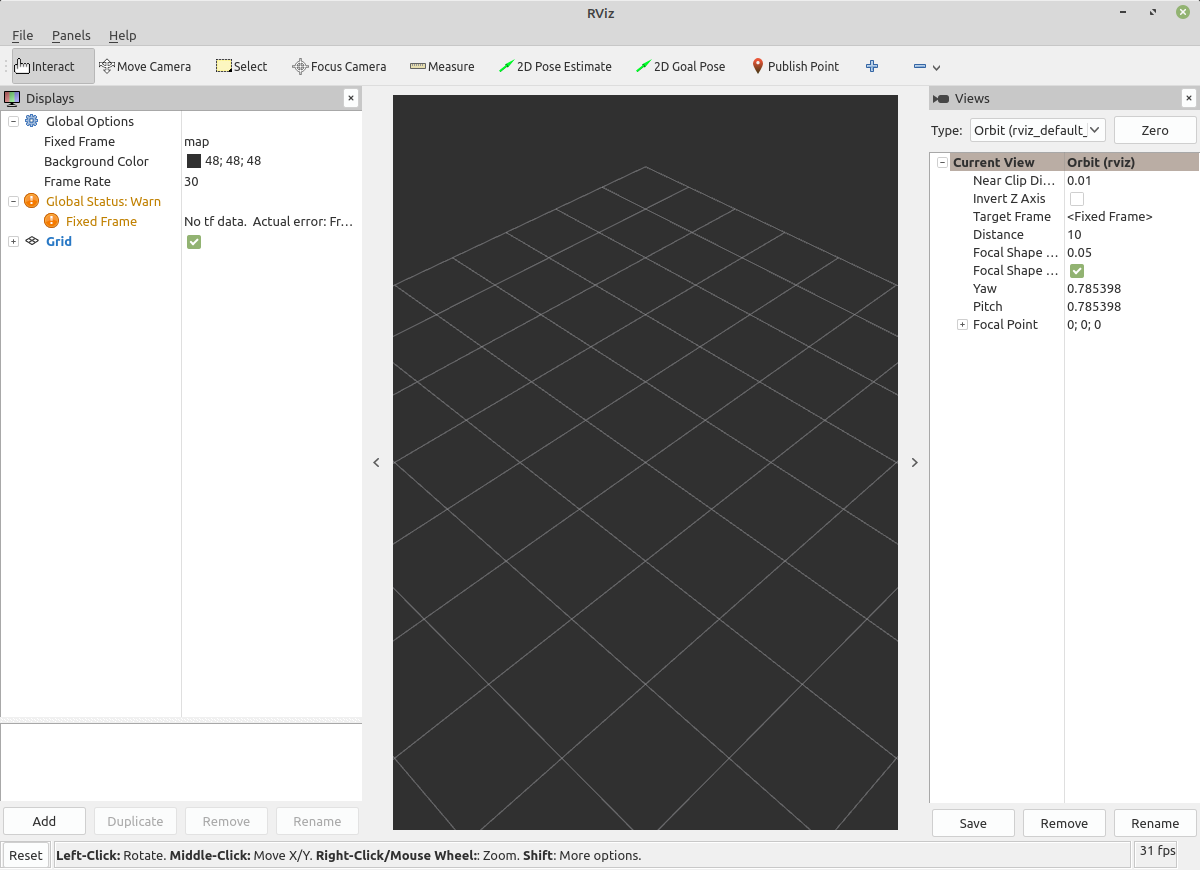 RViz
File Panels Help
Interact Move Camera Select Focus Camera Measure 2D Pose Estimate 2D Goal Pose Publish Point
Displays
Global Options
Fixed Frame map
Background Color 48; 48; 48
Frame Rate 30
Global Status: Warn
Fixed Frame No tf data.  Actual error: Fr...
Grid
Add Duplicate Remove Rename
Views
Type: Orbit (rviz_default_ Zero
Current View Orbit (rviz)
Near Clip Di... 0.01
Invert Z Axis
Target Frame <Fixed Frame>
Distance 10
Focal Shape ... 0.05
Focal Shape ...
Yaw 0.785398
Pitch 0.785398
Focal Point 0; 0; 0
Save Remove Rename
Reset Left-Click: Rotate. Middle-Click: Move X/Y. Right-Click/Mouse Wheel:: Zoom. Shift: More options. 31 fps